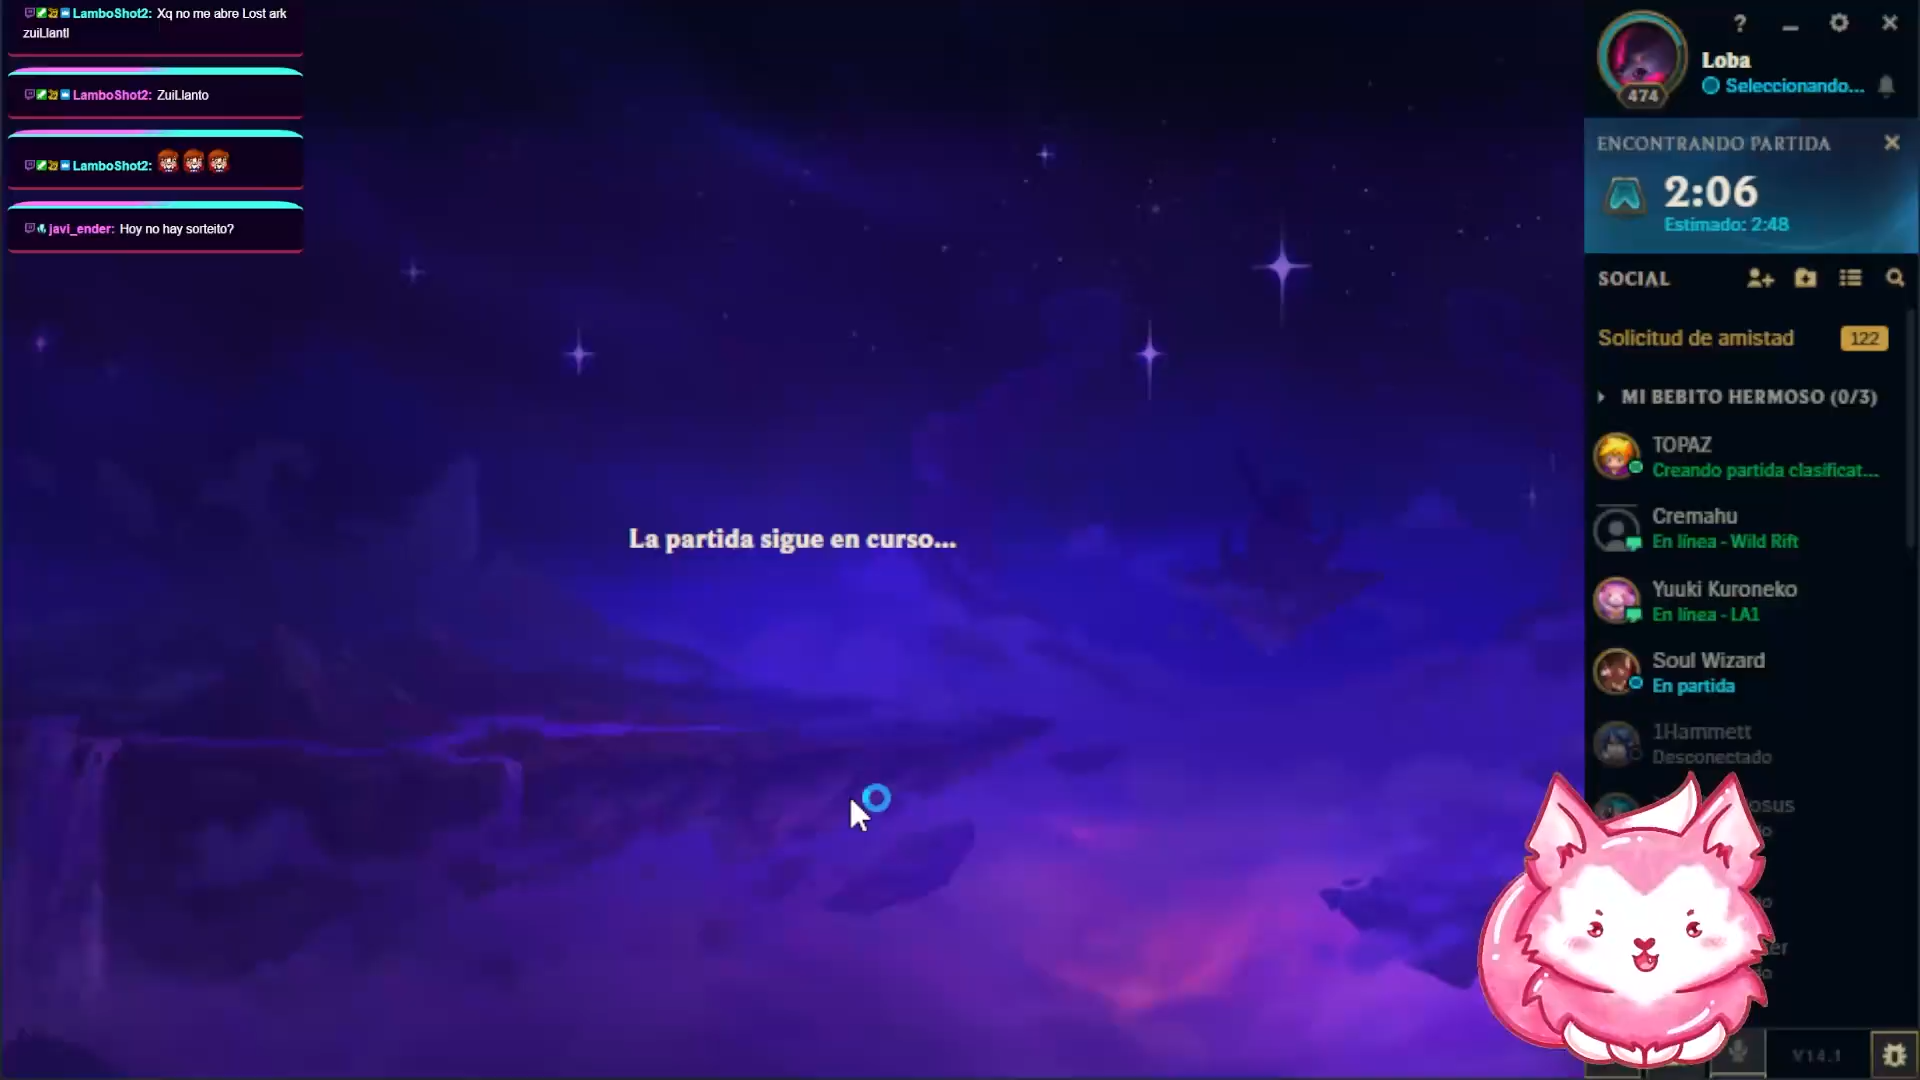 LamboShot2: Xq no me abre Lost ark
zuiLlantl
LamboShot2: ZuiLlanto
LamboShot2:
javi_ender: Hoy no hay sorteito?
La partida sigue en curso...
?
474
Loba
Seleccionando...
ENCONTRANDO PARTIDA
2:06
Estimado: 2:48
SOCIAL
Solicitud de amistad 122
MI BEBITO HERMOSO (0/3)
TOPAZ
Creando partida clasificat...
Cremahu
En línea - Wild Rift
Yuuki Kuroneko
En línea - LA1
Soul Wizard
En partida
1Hammett
Desconectado
V14.1